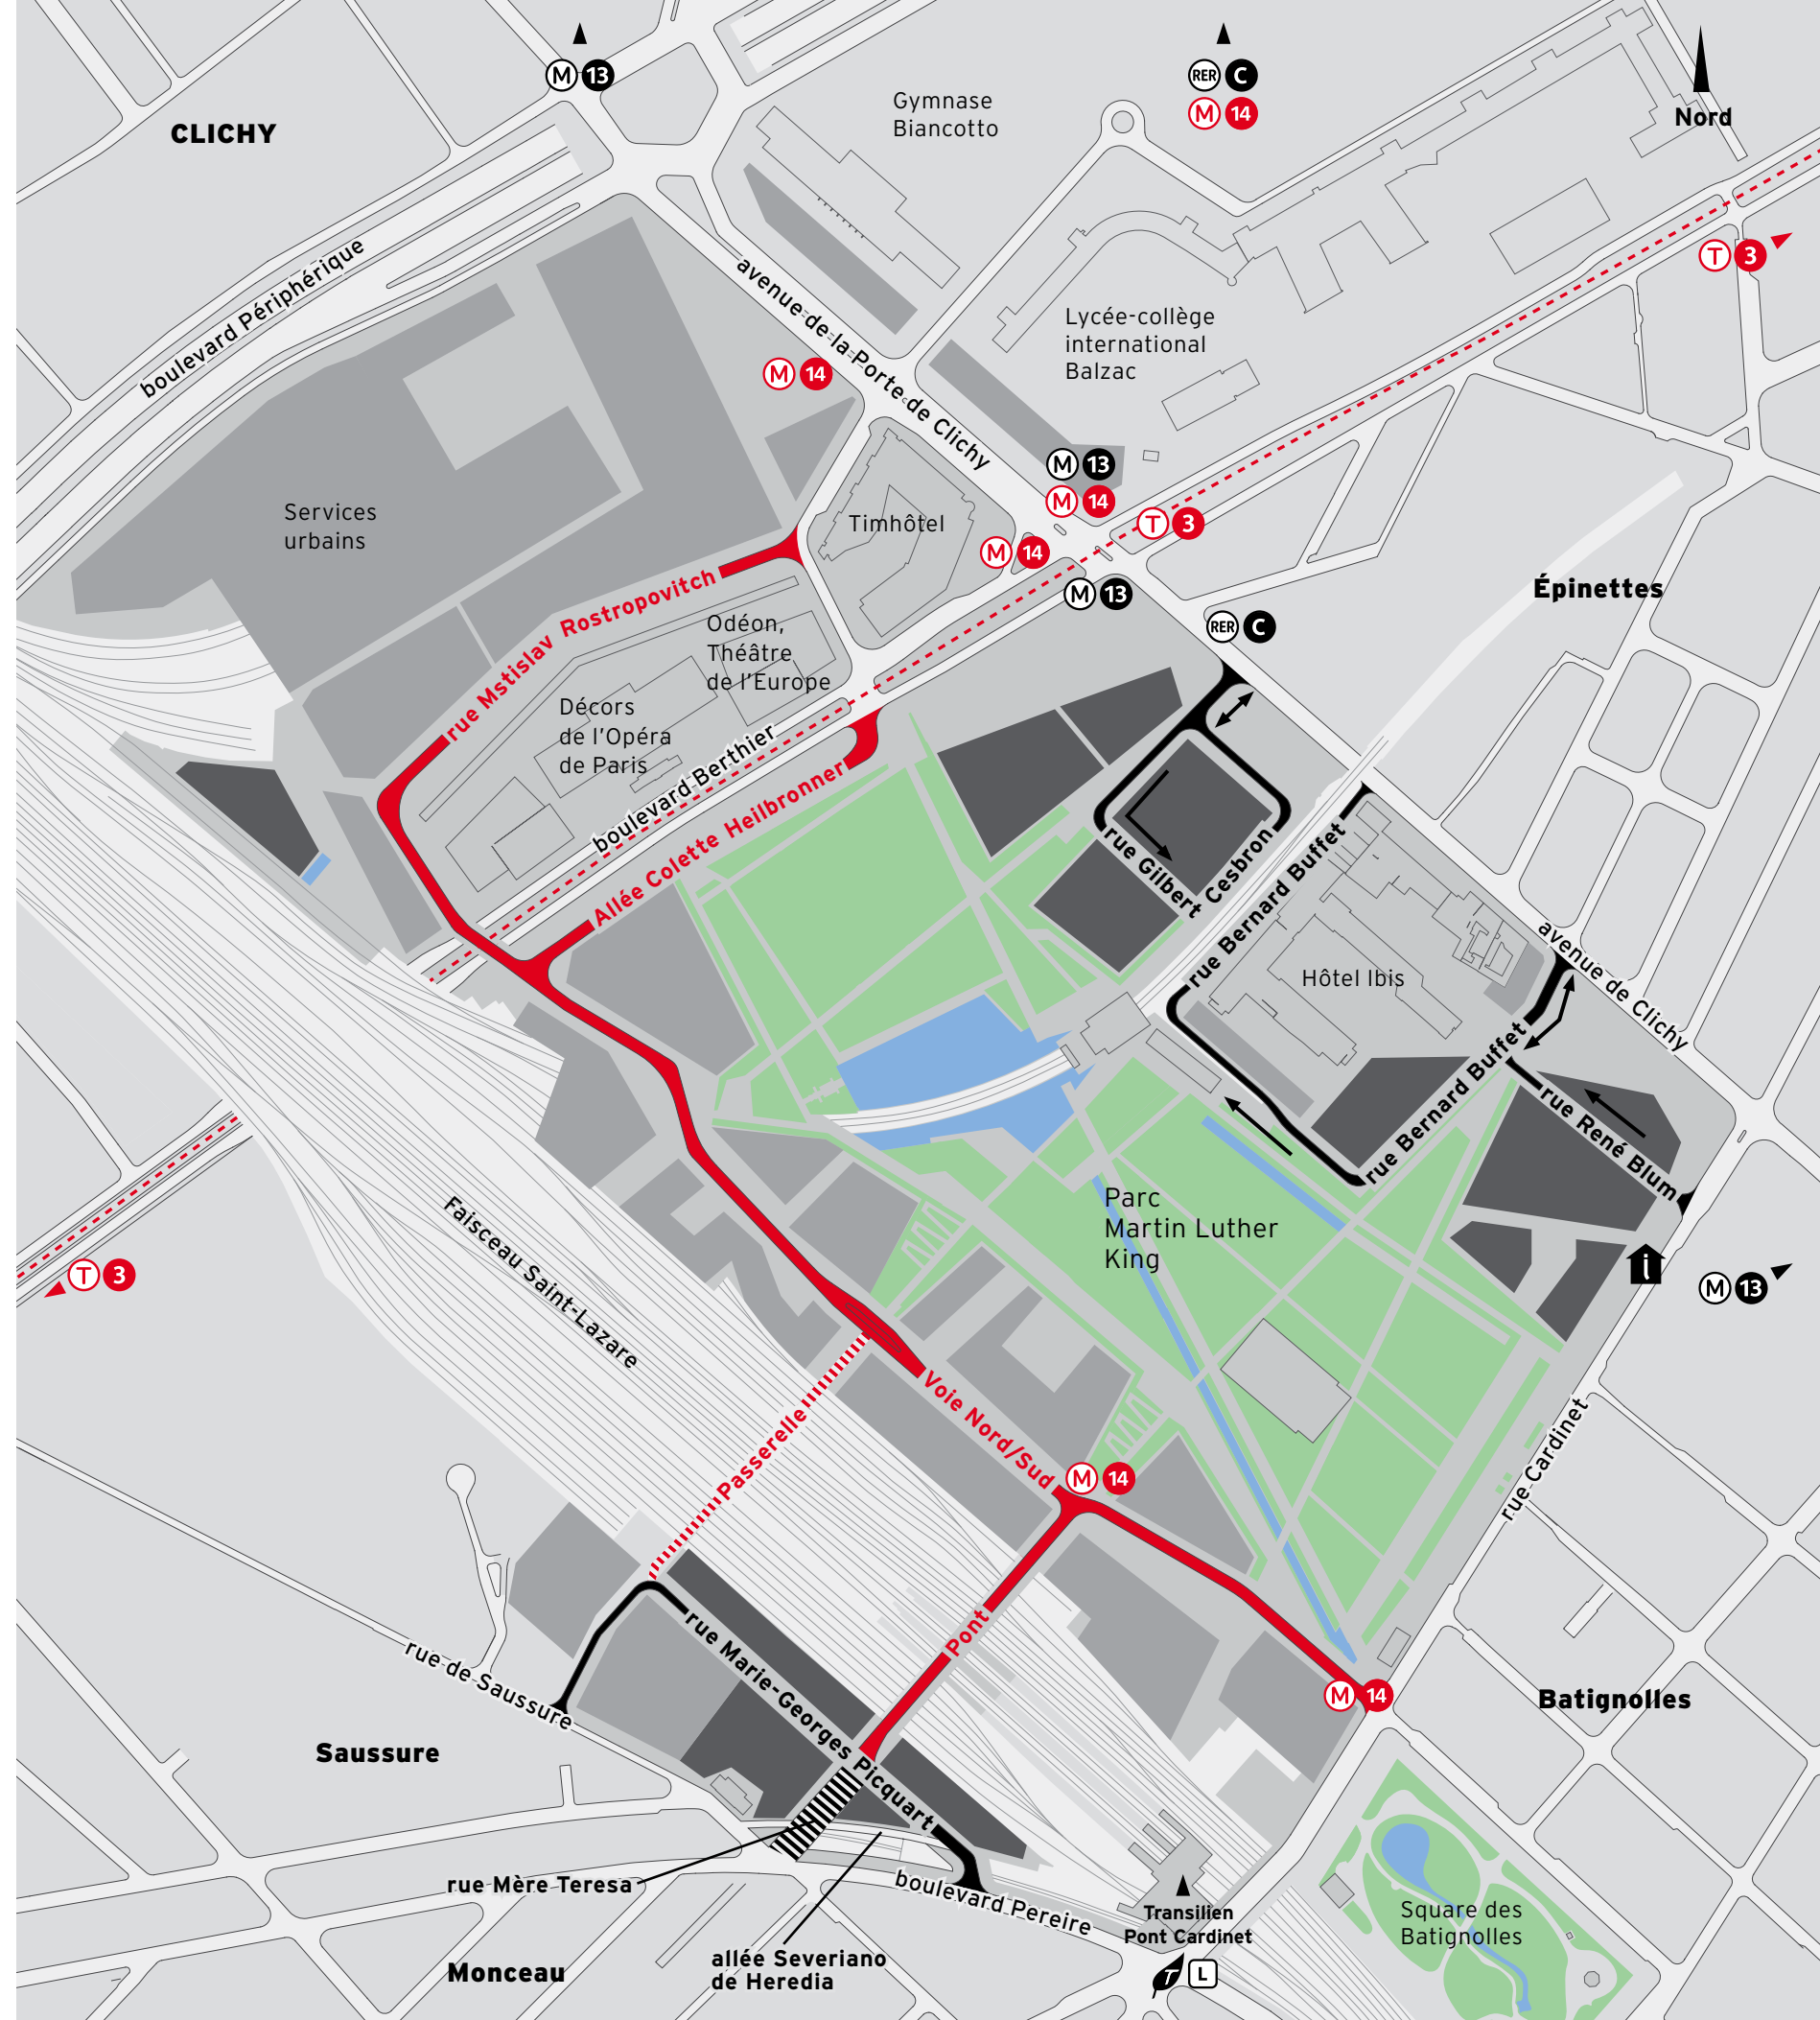 M 13
RER C
M 14
Nord
CLICHY
Gymnase
Biancotto
T 3
boulevard Périphérique
avenue de la Porte de Clichy
Lycée-collège
international
Balzac
M 14
M 13
M 14
T 3
M 14
M 13
Services
urbains
Timhôtel
Épinettes
RER C
rue Mstislav Rostropovitch
Odéon,
Théâtre
de l'Europe
Décors
de l'Opéra
de Paris
boulevard Berthier
Allée Colette Heilbronner
rue Gilbert
Cesbron
rue Bernard Buffet
Hôtel Ibis
avenue de Clichy
rue Bernard Buffet
rue René Blum
Parc
Martin Luther
King
i
M 13
T 3
Faisceau Saint-Lazare
Voie Nord/Sud
Passerelle
M 14
rue Cardinet
Pont
rue Marie-Georges Picquart
rue de Saussure
M 14
Batignolles
Saussure
rue Mère Teresa
boulevard Pereire
Transilien
Pont Cardinet
T L
Square des
Batignolles
Monceau
allée Severiano
de Heredia